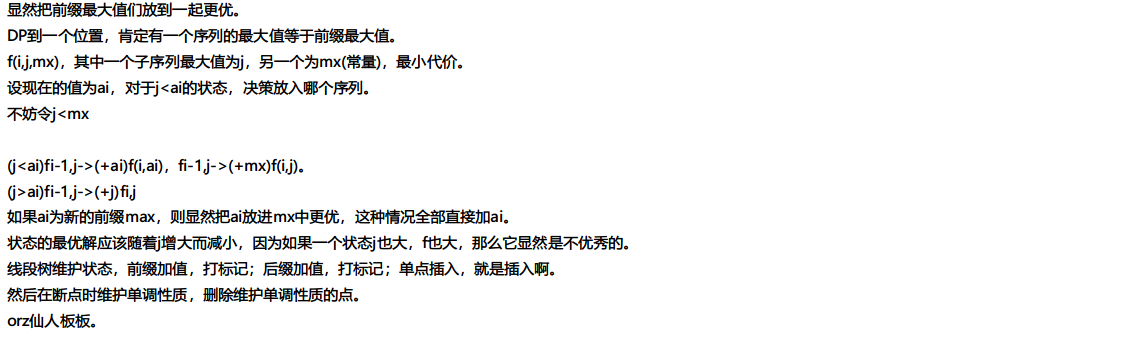 显然把前缀最大值们放到一起更优。
DP到一个位置，肯定有一个序列的最大值等于前缀最大值。
f(i,j,mx)，其中一个子序列最大值为j，另一个为mx(常量)，最小代价。
设现在的值为ai，对于j<ai的状态，决策放入哪个序列。
不妨令j<mx
(j<ai)fi-1,j->(+ai)f(i,ai)，fi-1,j->(+mx)f(i,j)。
(j>ai)fi-1,j->(+j)fi,j
如果ai为新的前缀max，则显然把ai放进mx中更优，这种情况全部直接加ai。
状态的最优解应该随着j增大而减小，因为如果一个状态j也大，f也大，那么它显然是不优秀的。
线段树维护状态，前缀加值，打标记；后缀加值，打标记；单点插入，就是插入啊。
然后在断点时维护单调性质，删除维护单调性质的点。
orz仙人板板。